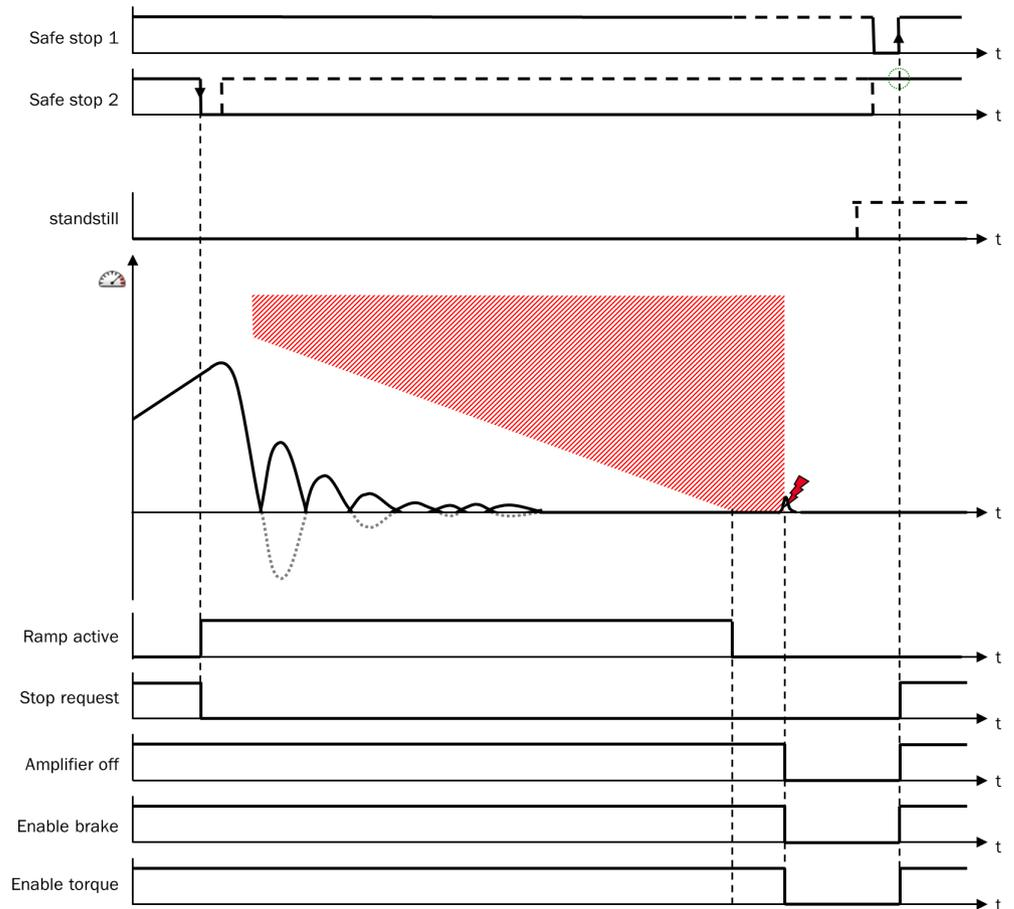 Safe stop 1
t
Safe stop 2
t
standstill
t
t
Ramp active
t
Stop request
t
Amplifier off
t
Enable brake
t
Enable torque
t